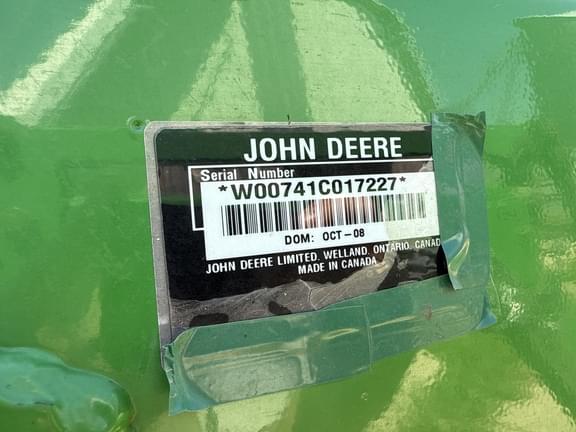 JOHN DEERE
Serial Number
*W00741C017227*
DOM: OCT-08
JOHN DEERE LIMITED, WELLAND, ONTARIO, CANAD
MADE IN CANADA